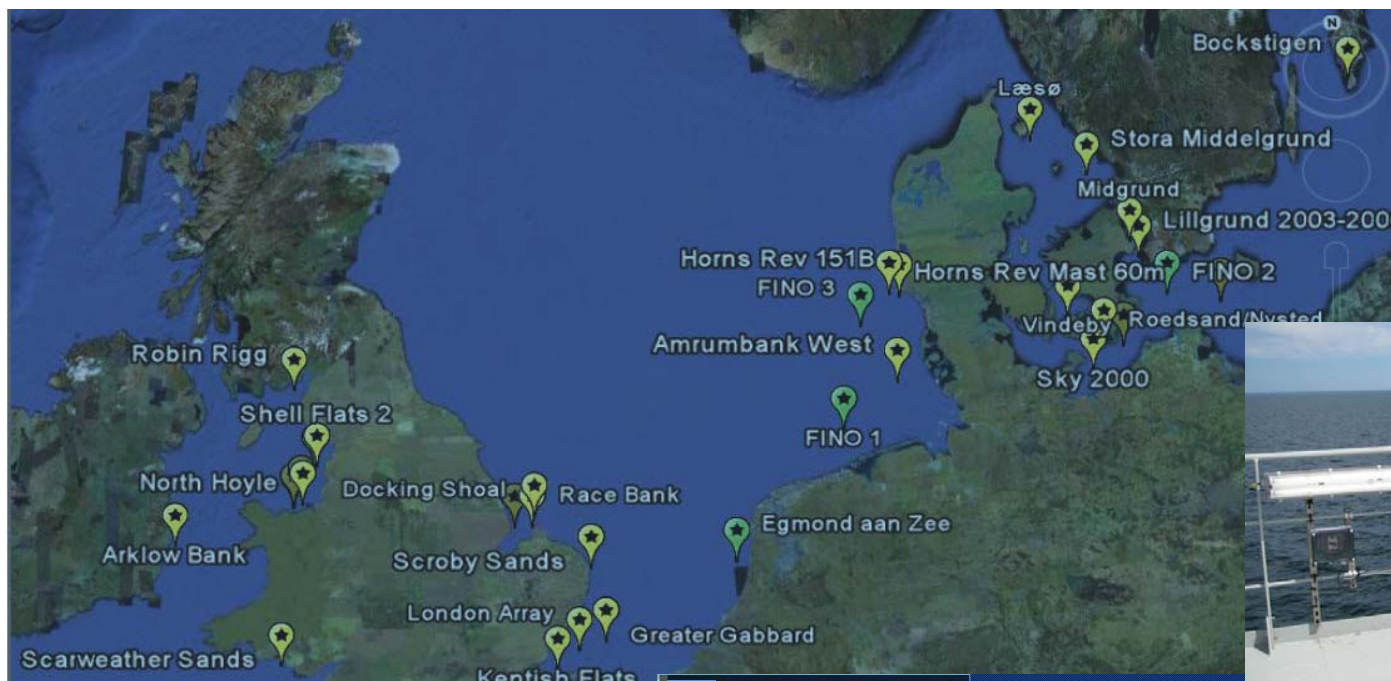 N
Bockstigen
Læsø
Stora Middelgrund
Midgrund
Lillgrund 2003-200
Horns Rev 151B
Horns Rev Mast 60m
FINO 2
FINO 3
Vindeby
Roedsand/Nysted
Amrumbank West
Robin Rigg
Sky 2000
Shell Flats 2
FINO 1
North Hoyle
Docking Shoal
Race Bank
Egmond aan Zee
Arklow Bank
Scroby Sands
London Array
Greater Gabbard
Scarweather Sands
Kentish Flats